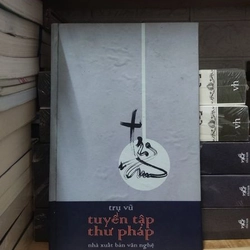 trụ vũ
tuyển tập
thư pháp
nhà xuất bản văn nghệ